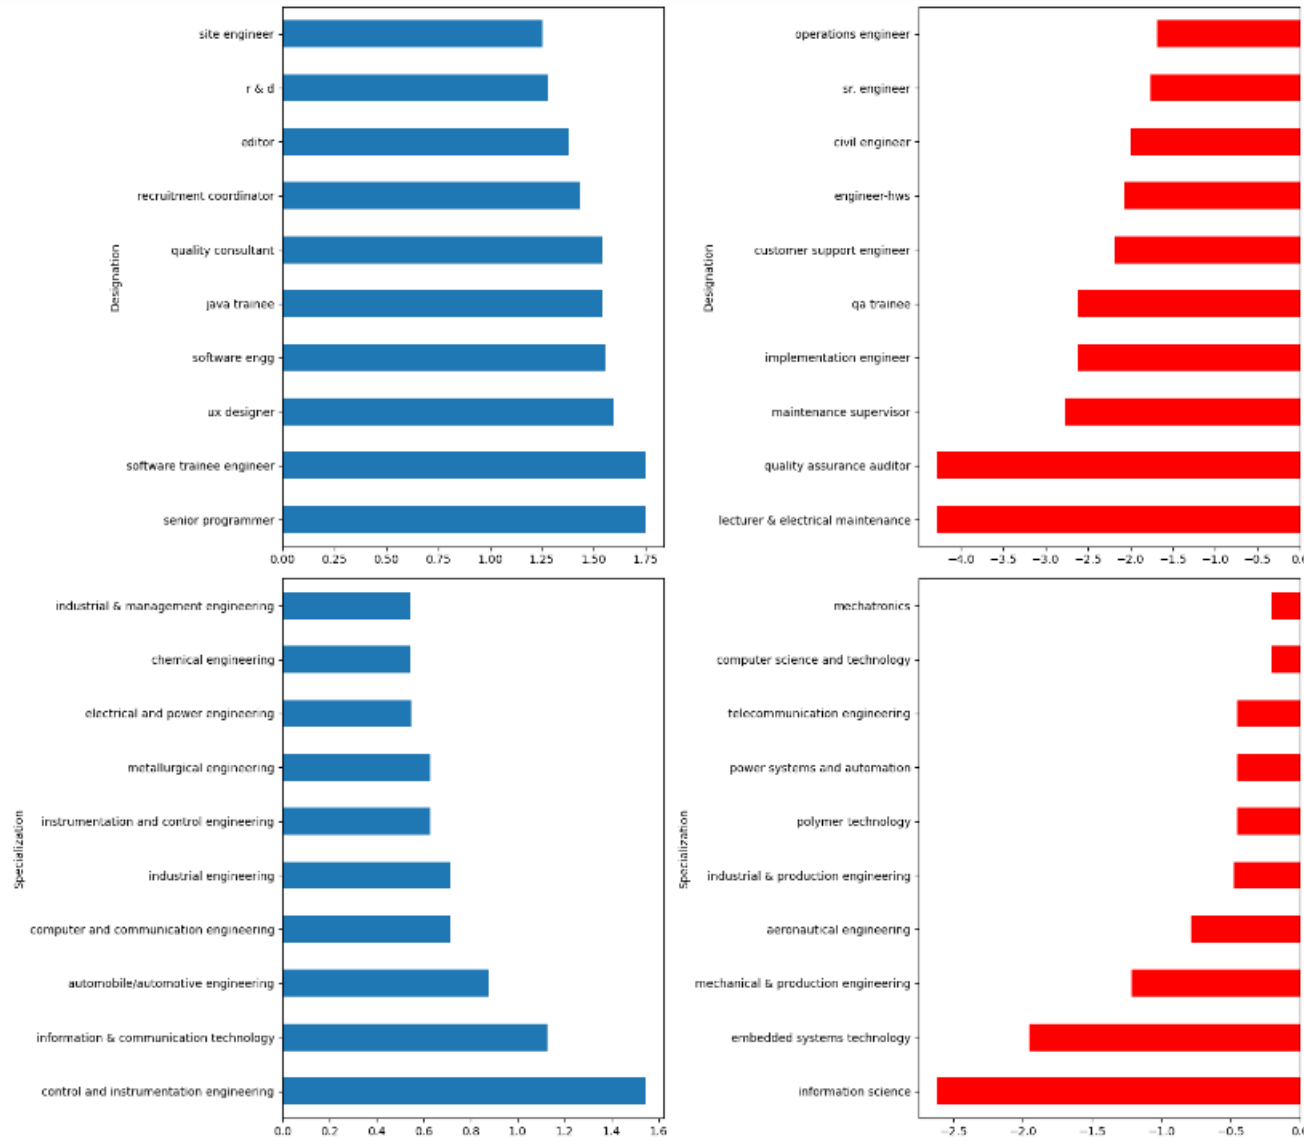 site engineer
r & d
editor
recruitment coordinator
quality consultant
java trainee
software engg
ux designer
software trainee engineer
senior programmer
Designation
0.00 0.25 0.50 0.75 1.00 1.25 1.50 1.75
operations engineer
sr. engineer
civil engineer
engineer-hws
customer support engineer
qa trainee
implementation engineer
maintenance supervisor
quality assurance auditor
lecturer & electrical maintenance
Designation
−4.0 −3.5 −3.0 −2.5 −2.0 −1.5 −1.0 −0.5
industrial & management engineering
chemical engineering
electrical and power engineering
metallurgical engineering
instrumentation and control engineering
industrial engineering
computer and communication engineering
automobile/automotive engineering
information & communication technology
control and instrumentation engineering
Specialization
0.0 0.2 0.4 0.6 0.8 1.0 1.2 1.4 1.6
mechatronics
computer science and technology
telecommunication engineering
power systems and automation
polymer technology
industrial & production engineering
aeronautical engineering
mechanical & production engineering
embedded systems technology
information science
Specialization
−2.5 −2.0 −1.5 −1.0 −0.5